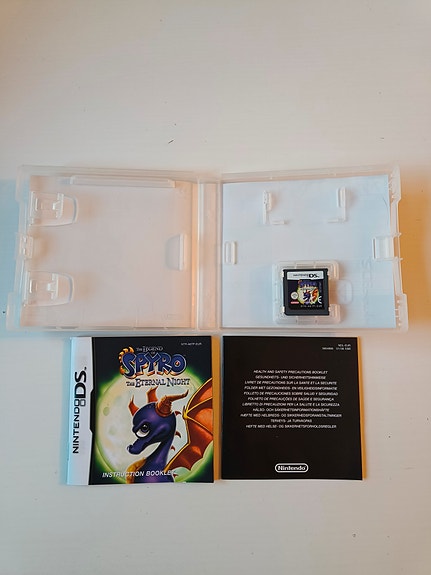 NINTENDO DS
NINTENDO DS
THE LEGEND OF
SPYRO
THE ETERNAL NIGHT
INSTRUCTION BOOKLET
HEALTH AND SAFETY PRECAUTIONS BOOKLET
GESUNDHEITS- UND SICHERHEITSHINWEISE
LIVRET DE PRÉCAUTIONS SUR LA SANTÉ ET LA SÉCURITÉ
FOLDER MET GEZONDHEIDS- EN VEILIGHEIDSINFORMATIE
FOLLETO DE PRECAUCIONES SOBRE SALUD Y SEGURIDAD
FOLHETO DE PRECAUÇÕES DE SAÚDE E SEGURANÇA
LIBRETTO DI PRECAUZIONI PER LA SALUTE E LA SICUREZZA
HÄLSO- OCH SÄKERHETSINFORMATIONSHÄFTE
HÆFTE MED HELBREDS- OG SIKKERHEDSFORANSTALTNINGER
TERVEYS- JA TURVAOPAS
HEFTE MED HELSE- OG SIKKERHETSFORHOLDSREGLER
Nintendo